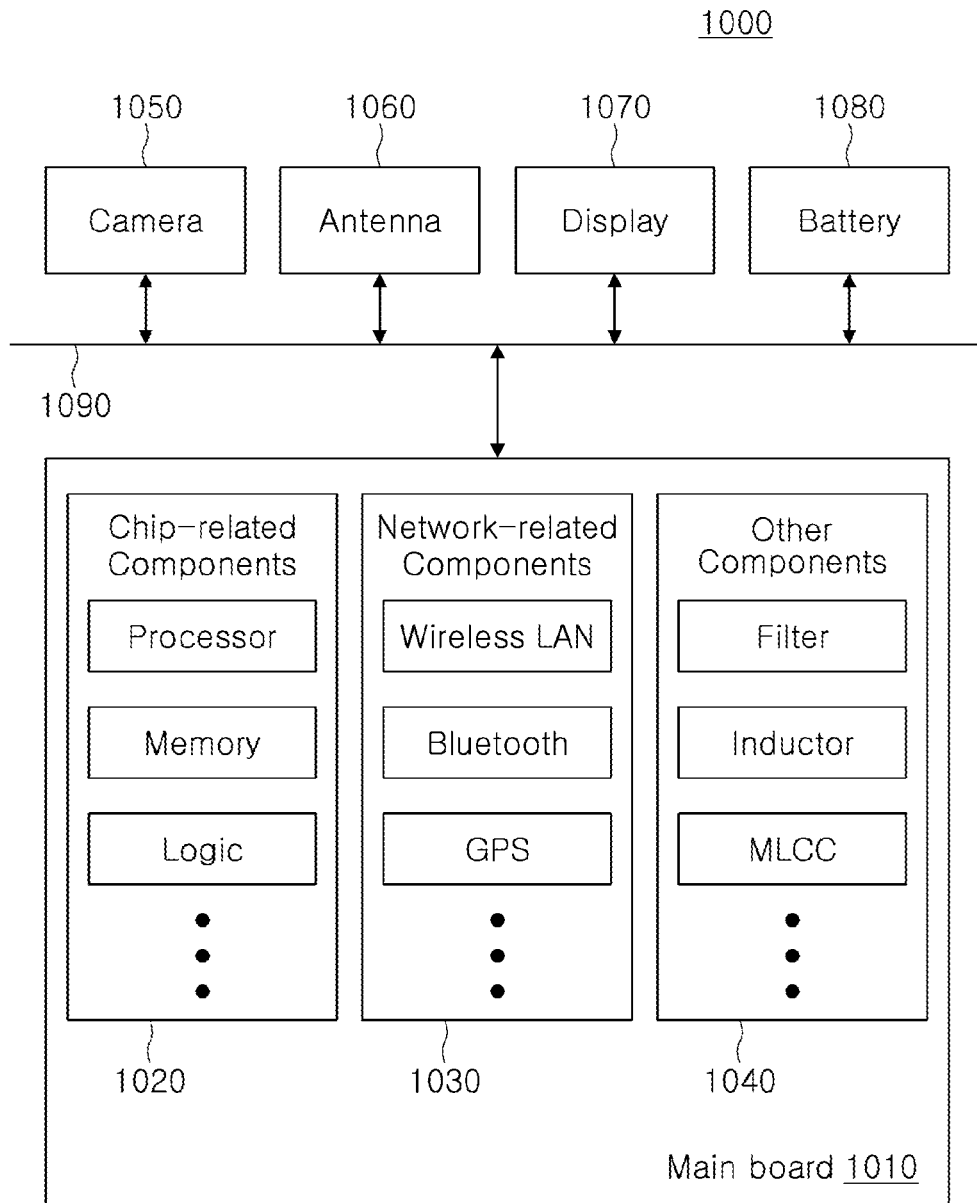 1000
1050
1060
1070
1080
Camera
Antenna
Display
Battery
1090
Chip-related
Components
Processor
Memory
Logic
Network-related
Components
Wireless LAN
Bluetooth
GPS
Other
Components
Filter
Inductor
MLCC
1020
1030
1040
Main board 1010